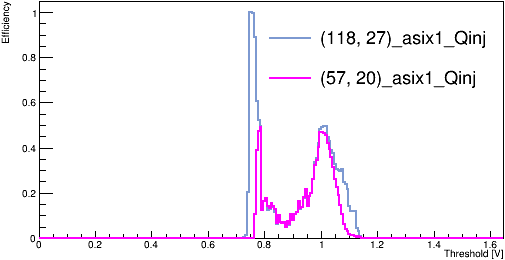 Efficiency
1
0.8
0.6
0.4
0.2
0
(118, 27)_asix1_Qinj
(57, 20)_asix1_Qinj
0 0.2 0.4 0.6 0.8 1 1.2 1.4 1.6
Threshold [V]